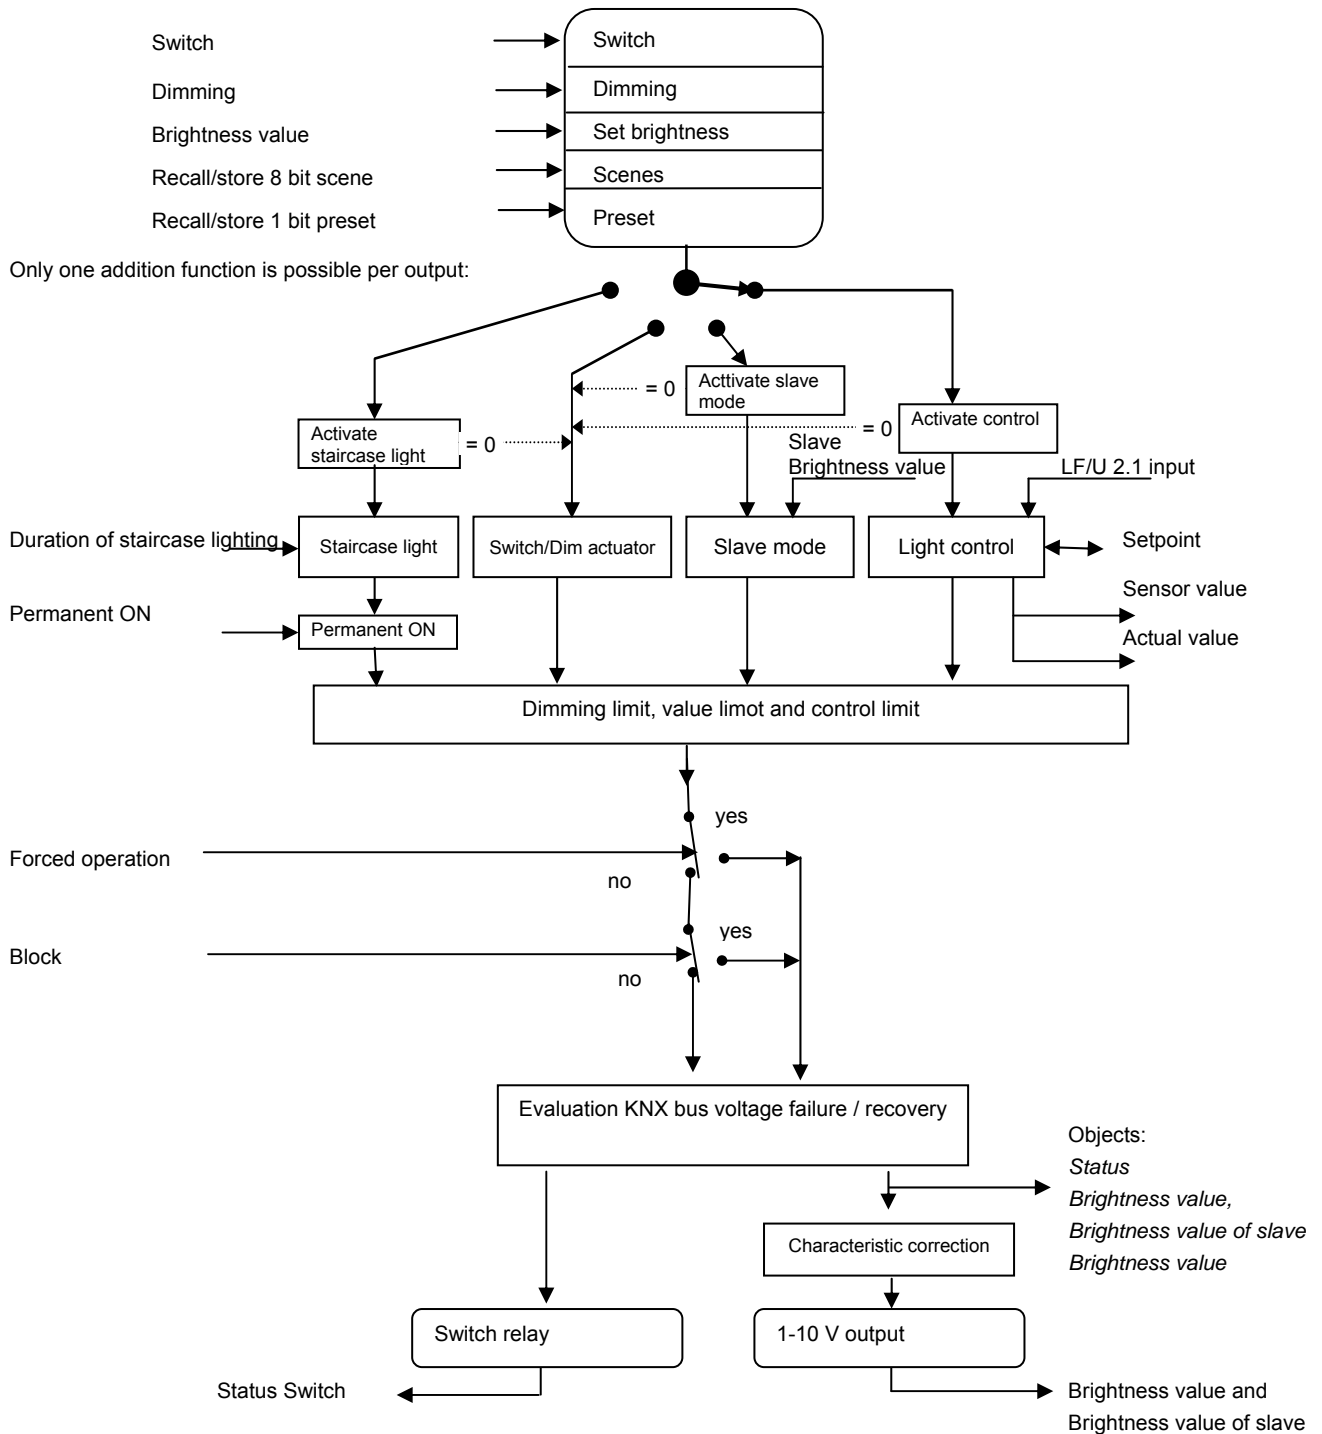 Switch
Switch
Dimming
Dimming
Brightness value
Set brightness
Recall/store 8 bit scene
Scenes
Recall/store 1 bit preset
Preset
Only one addition function is possible per output:
= 0
Acttivate slave
mode
Activate
staircase light
= 0
= 0
Activate control
Slave
Brightness value
LF/U 2.1 input
Duration of staircase lighting
Staircase light
Switch/Dim actuator
Slave mode
Light control
Setpoint
Sensor value
Permanent ON
Permanent ON
Actual value
Dimming limit, value limot and control limit
yes
Forced operation
no
yes
Block
no
Evaluation KNX bus voltage failure / recovery
Objects:
Status
Brightness value,
Brightness value of slave
Brightness value
Characteristic correction
Switch relay
1-10 V output
Status Switch
Brightness value and
Brightness value of slave